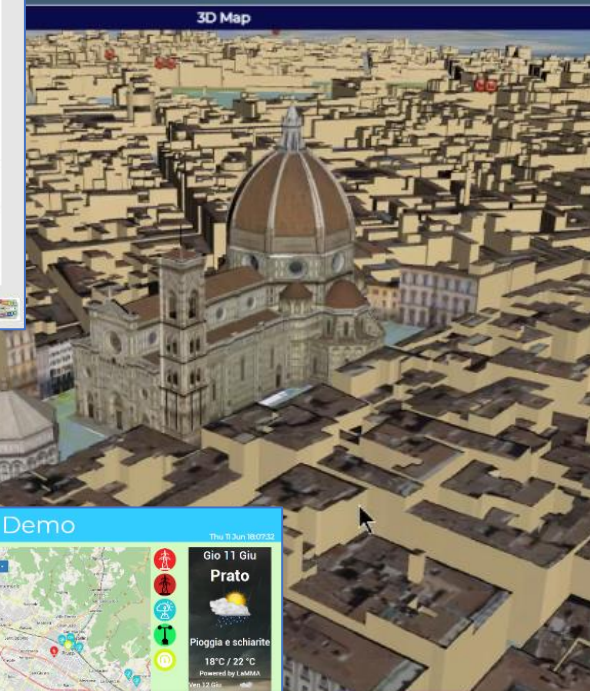 3D Map
Demo
Thu 11 Jun 18:07:32
Gio 11 Giu
Prato
Pioggia e schiarite
18°C / 22 °C
Powered by LaMMA
Ven 12 Giu